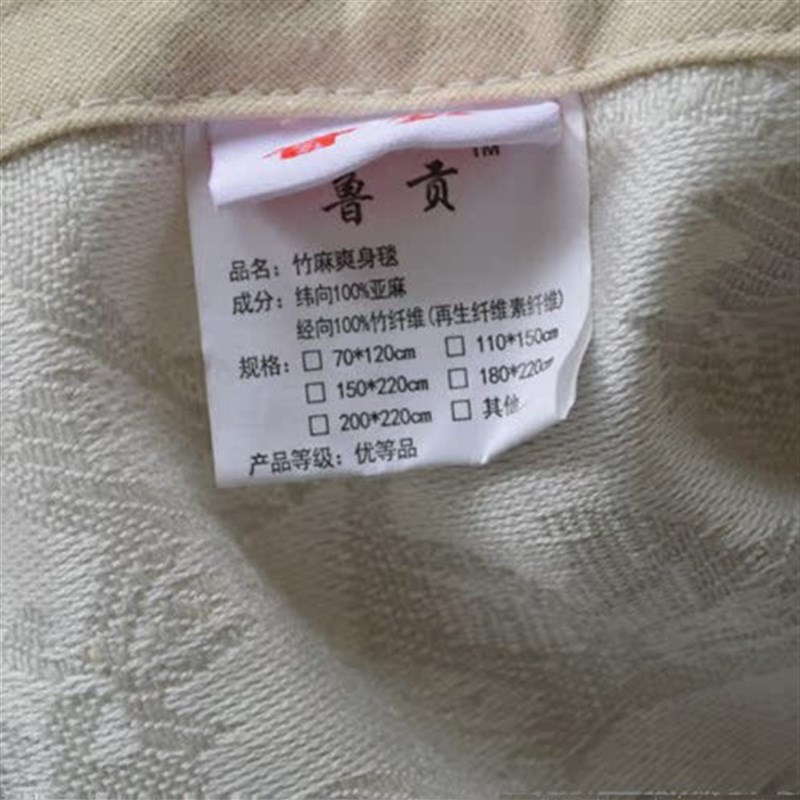 鲁贡TM
品名：竹麻爽身毯
成分：纬向100%亚麻
经向100%竹纤维(再生纤维素纤维)
规格：□ 70*120cm □ 110*150cm
□ 150*220cm □ 180*220cm
□ 200*220cm □ 其他
产品等级：优等品